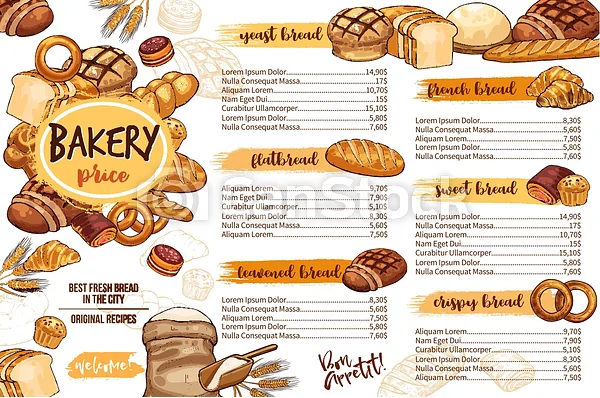 BAKERY
price
BEST FRESH BREAD
IN THE CITY
ORIGINAL RECIPES
welcome!
yeast bread
Lorem Ipsum Dolor 14,90$
Nulla Consequat Massa 17$
Aliquam Lorem 10,70$
Nam Eget Dui 15$
Curabitur Ullamcorper 15,10$
Lorem Ipsum Dolor 5,80$
Nulla Consequat Massa 7,60$
flatbread
Aliquam Lorem 9,70$
Nam Eget Dui 7,90$
Curabitur Ullamcorper 5,10$
Lorem Ipsum Dolor 8,30$
Nulla Consequat Massa 5,60$
Aliquam Lorem 7,50$
leavened bread
Lorem Ipsum Dolor 8,30$
Nulla Consequat Massa 5,60$
Aliquam Lorem 7,50$
Lorem Ipsum Dolor 5,80$
Nulla Consequat Massa 7,60$
Bon
Appetit!
french bread
Lorem Ipsum Dolor 8,30$
Nulla Consequat Massa 5,60$
Aliquam Lorem 7,50$
Lorem Ipsum Dolor 5,80$
Nulla Consequat Massa 7,60$
sweet bread
Lorem Ipsum Dolor 14,90$
Nulla Consequat Massa 17$
Aliquam Lorem 10,70$
Nam Eget Dui 15$
Curabitur Ullamcorper 15,10$
Lorem Ipsum Dolor 5,80$
Nulla Consequat Massa 7,60$
crispy bread
Aliquam Lorem 9,70$
Nam Eget Dui 7,90$
Curabitur Ullamcorper 5,10$
Lorem Ipsum Dolor 8,30$
Nulla Consequat Massa 5,60$
Aliquam Lorem 7,50$